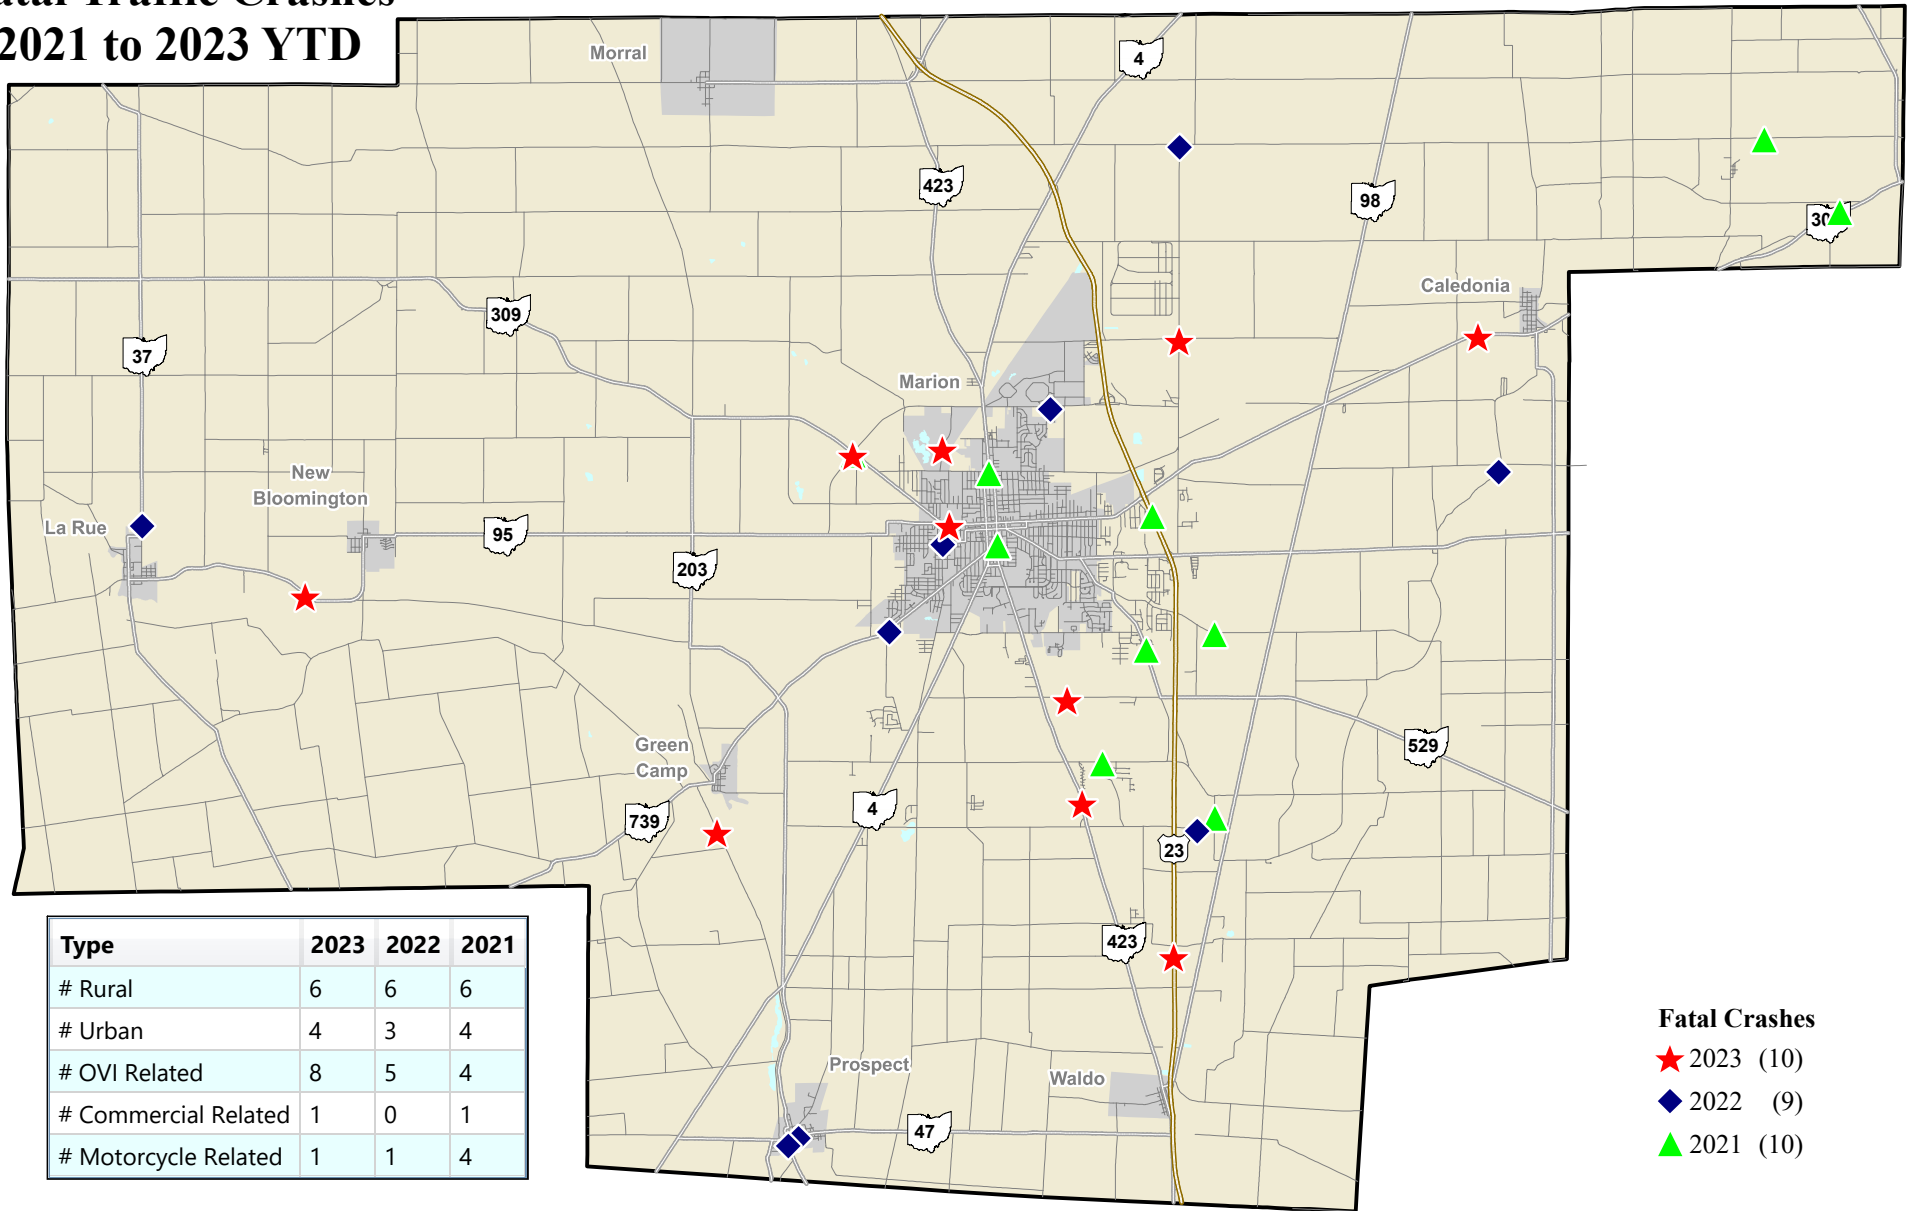 2021 to 2023 YTD
Morral
4
423
98
30
Caledonia
309
37
Marion
New
Bloomington
La Rue
95
203
Green
Camp
529
739
4
23
423
Prospect
Waldo
47
Type 2023 2022 2021
# Rural 6 6 6
# Urban 4 3 4
# OVI Related 8 5 4
# Commercial Related 1 0 1
# Motorcycle Related 1 1 4
Fatal Crashes
2023 (10)
2022 (9)
2021 (10)